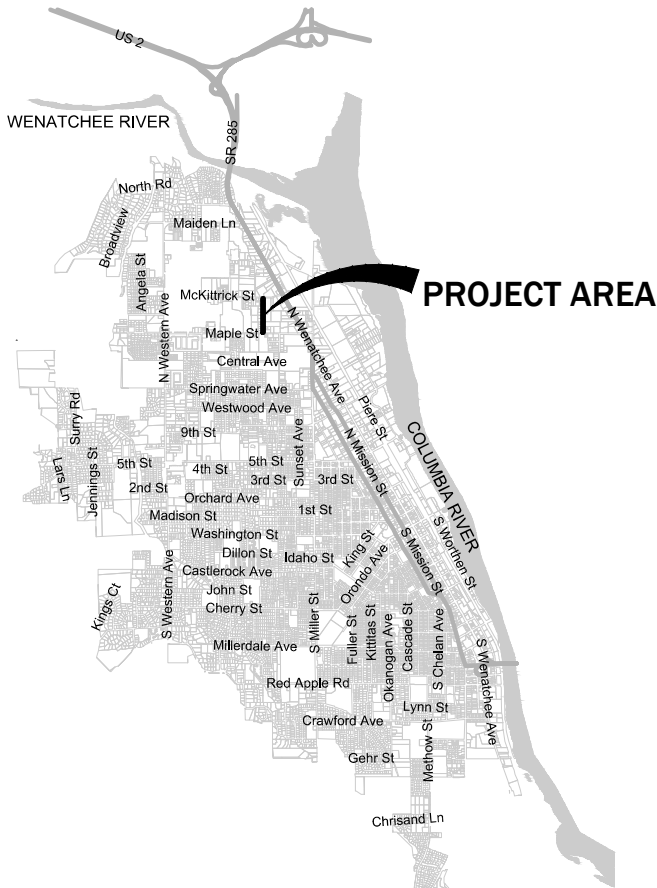 US 2
WENATCHEE RIVER
SR 285
North Rd
Broadview
Maiden Ln
Angela St
N Western Ave
McKittrick St
PROJECT AREA
Maple St
N Wenatchee Ave
Central Ave
Springwater Ave
Westwood Ave
Piere St
Surry Rd
9th St
Sunset Ave
N Mission St
COLUMBIA RIVER
Lars Ln
Jennings St
5th St
4th St
5th St
2nd St
3rd St
3rd St
Orchard Ave
Madison St
1st St
Washington St
Dillon St
Idaho St
King St
Orondo Ave
S Mission St
S Worthen St
Castlerock Ave
Kings Ct
S Western Ave
John St
Cherry St
S Miller St
Millerdale Ave
Fuller St
Kittitas St
Okanogan Ave
Cascade St
S Chelan Ave
S Wenatchee Ave
Red Apple Rd
Lynn St
Crawford Ave
Methow St
Gehr St
Chrisand Ln